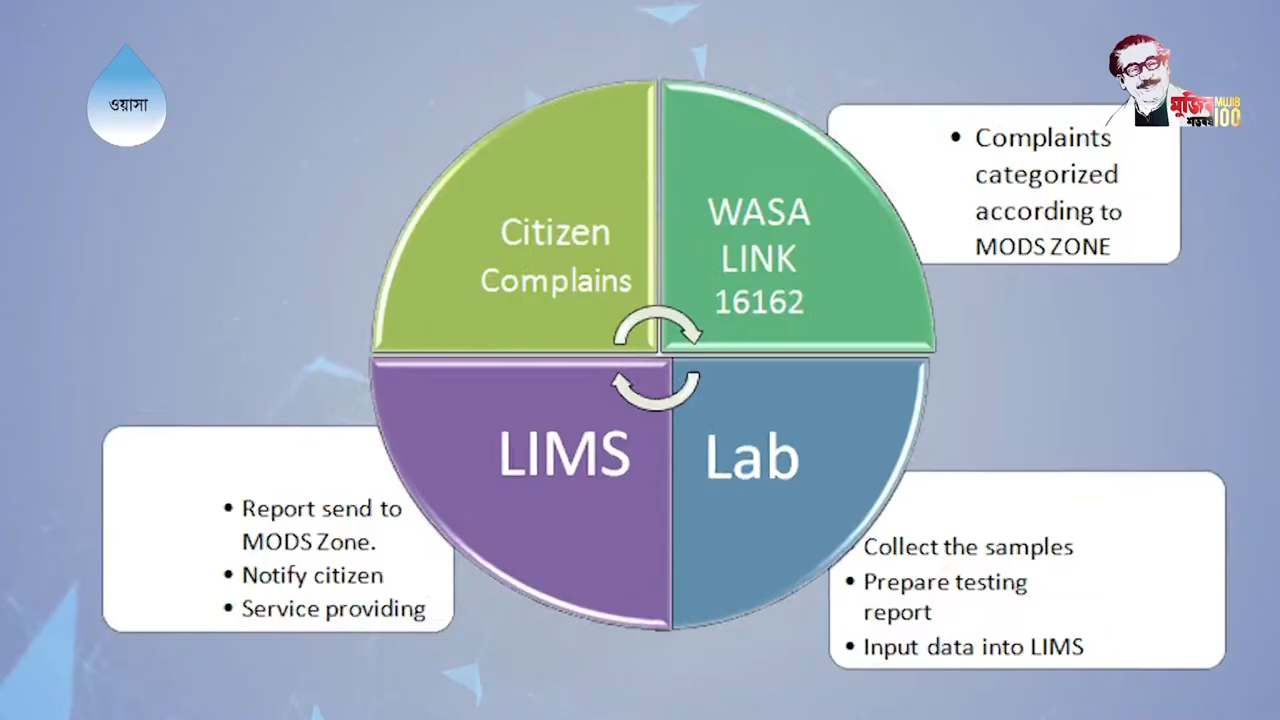 ওয়াসা
মুজিব
শতবর্ষ
MUJIB
100
Citizen
Complains
WASA
LINK
16162
• Complaints
categorized
according to
MODS ZONE
LIMS
Lab
• Report send to
MODS Zone.
• Notify citizen
• Service providing
• Collect the samples
• Prepare testing
report
• Input data into LIMS